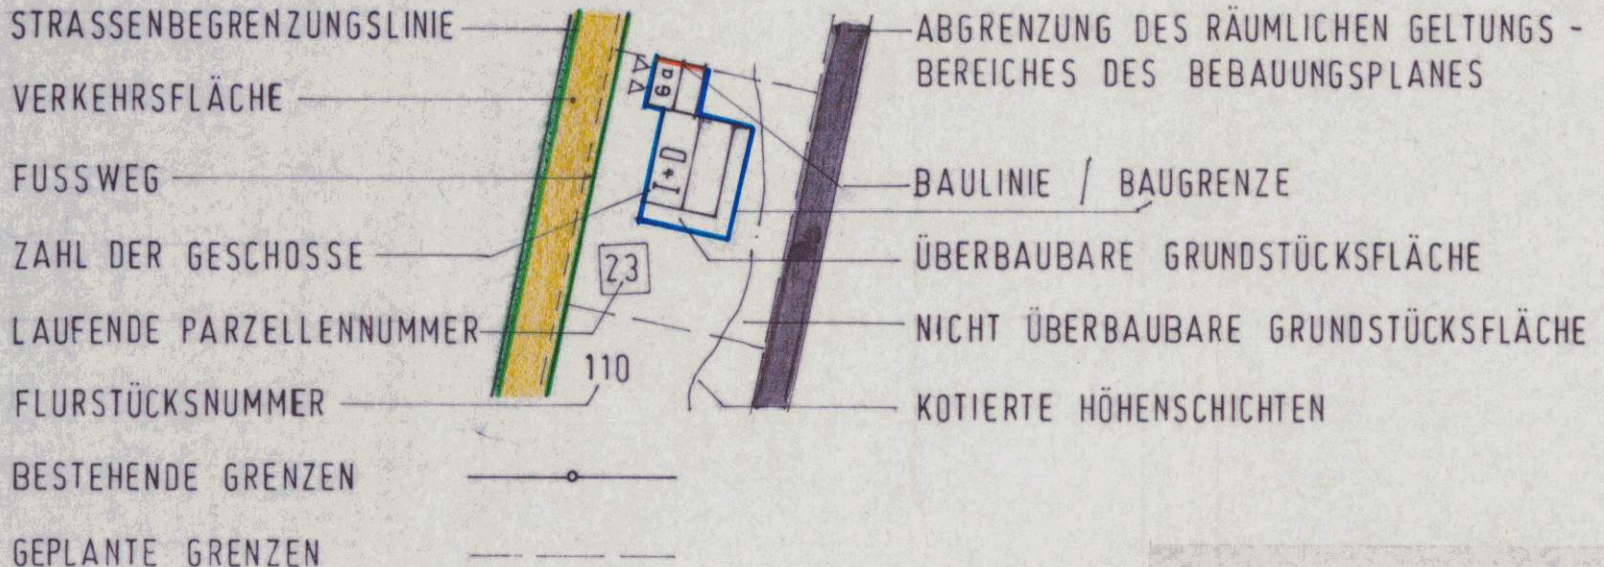 STRASSENBEGRENZUNGSLINIE
VERKEHRSFLÄCHE
FUSSWEG
ZAHL DER GESCHOSSE
LAUFENDE PARZELLENNUMMER
FLURSTÜCKSNUMMER
BESTEHENDE GRENZEN
GEPLANTE GRENZEN
Ga
I+D
23
110
ABGRENZUNG DES RÄUMLICHEN GELTUNGS -
BEREICHES DES BEBAUUNGSPLANES
BAULINIE / BAUGRENZE
ÜBERBAUBARE GRUNDSTÜCKSFLÄCHE
NICHT ÜBERBAUBARE GRUNDSTÜCKSFLÄCHE
KOTIERTE HÖHENSCHICHTEN